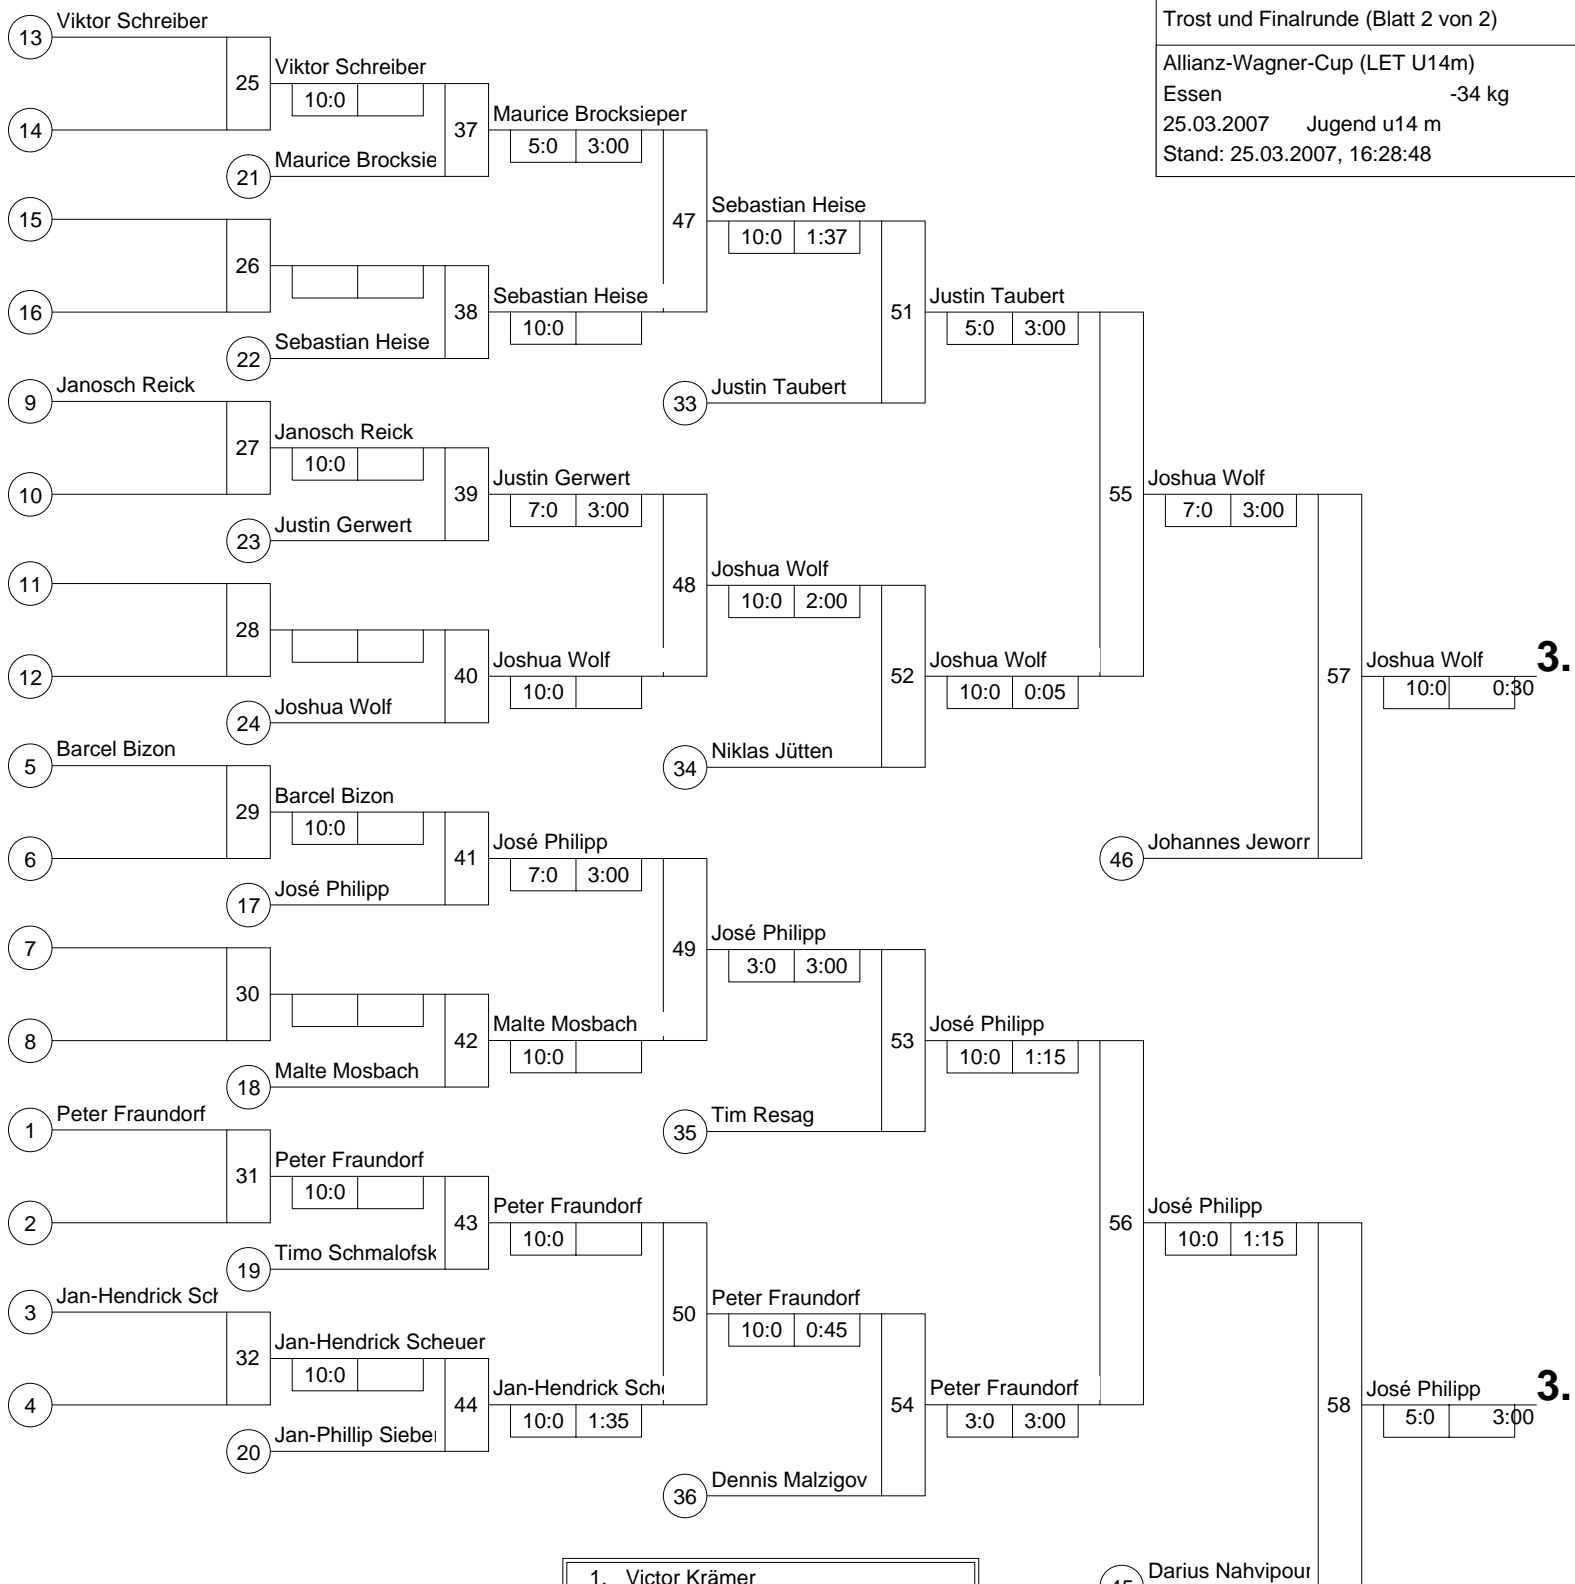 Trost und Finalrunde (Blatt 2 von 2)
Allianz-Wagner-Cup (LET U14m)
Essen -34 kg
25.03.2007 Jugend u14 m
Stand: 25.03.2007, 16:28:48
13 Viktor Schreiber
25 Viktor Schreiber
10:0
14
37 Maurice Brocksieper
5:0 3:00
21 Maurice Brocksie
15
47 Sebastian Heise
10:0 1:37
26
16
38 Sebastian Heise
10:0
22 Sebastian Heise
51 Justin Taubert
5:0 3:00
33 Justin Taubert
9 Janosch Reick
27 Janosch Reick
10:0
10
39 Justin Gerwert
7:0 3:00
23 Justin Gerwert
55 Joshua Wolf
7:0 3:00
11
48 Joshua Wolf
10:0 2:00
28
12
40 Joshua Wolf
10:0
24 Joshua Wolf
52 Joshua Wolf
10:0 0:05
34 Niklas Jütten
57 Joshua Wolf 3.
10:0 0:30
5 Barcel Bizon
29 Barcel Bizon
10:0
6
41 José Philipp
7:0 3:00
17 José Philipp
46 Johannes Jeworr
7
49 José Philipp
3:0 3:00
30
8
42 Malte Mosbach
10:0
18 Malte Mosbach
53 José Philipp
10:0 1:15
35 Tim Resag
1 Peter Fraundorf
31 Peter Fraundorf
10:0
2
43 Peter Fraundorf
10:0
19 Timo Schmalofsk
56 José Philipp
10:0 1:15
3 Jan-Hendrick Sch
50 Peter Fraundorf
10:0 0:45
32 Jan-Hendrick Scheuer
10:0
4
44 Jan-Hendrick Sche
10:0 1:35
20 Jan-Phillip Sieber
54 Peter Fraundorf
3:0 3:00
36 Dennis Malzigov
58 José Philipp 3.
5:0 3:00
1. Victor Krämer
45 Darius Nahvipour